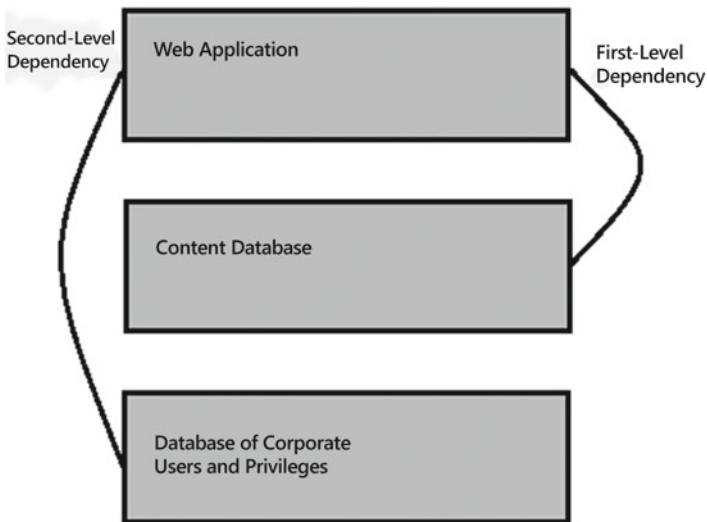 Second-Level
Dependency
Web Application
First-Level
Dependency
Content Database
Database of Corporate
Users and Privileges